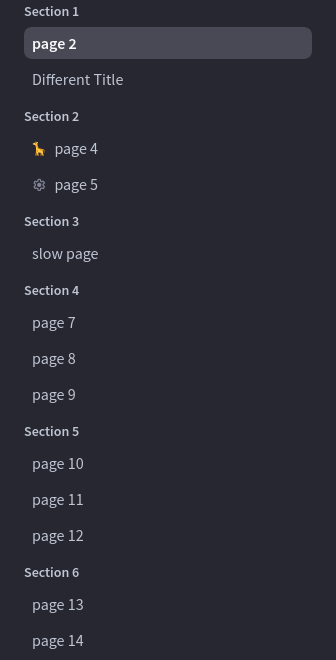 Section 1
page 2
Different Title
Section 2
page 4
page 5
Section 3
slow page
Section 4
page 7
page 8
page 9
Section 5
page 10
page 11
page 12
Section 6
page 13
page 14